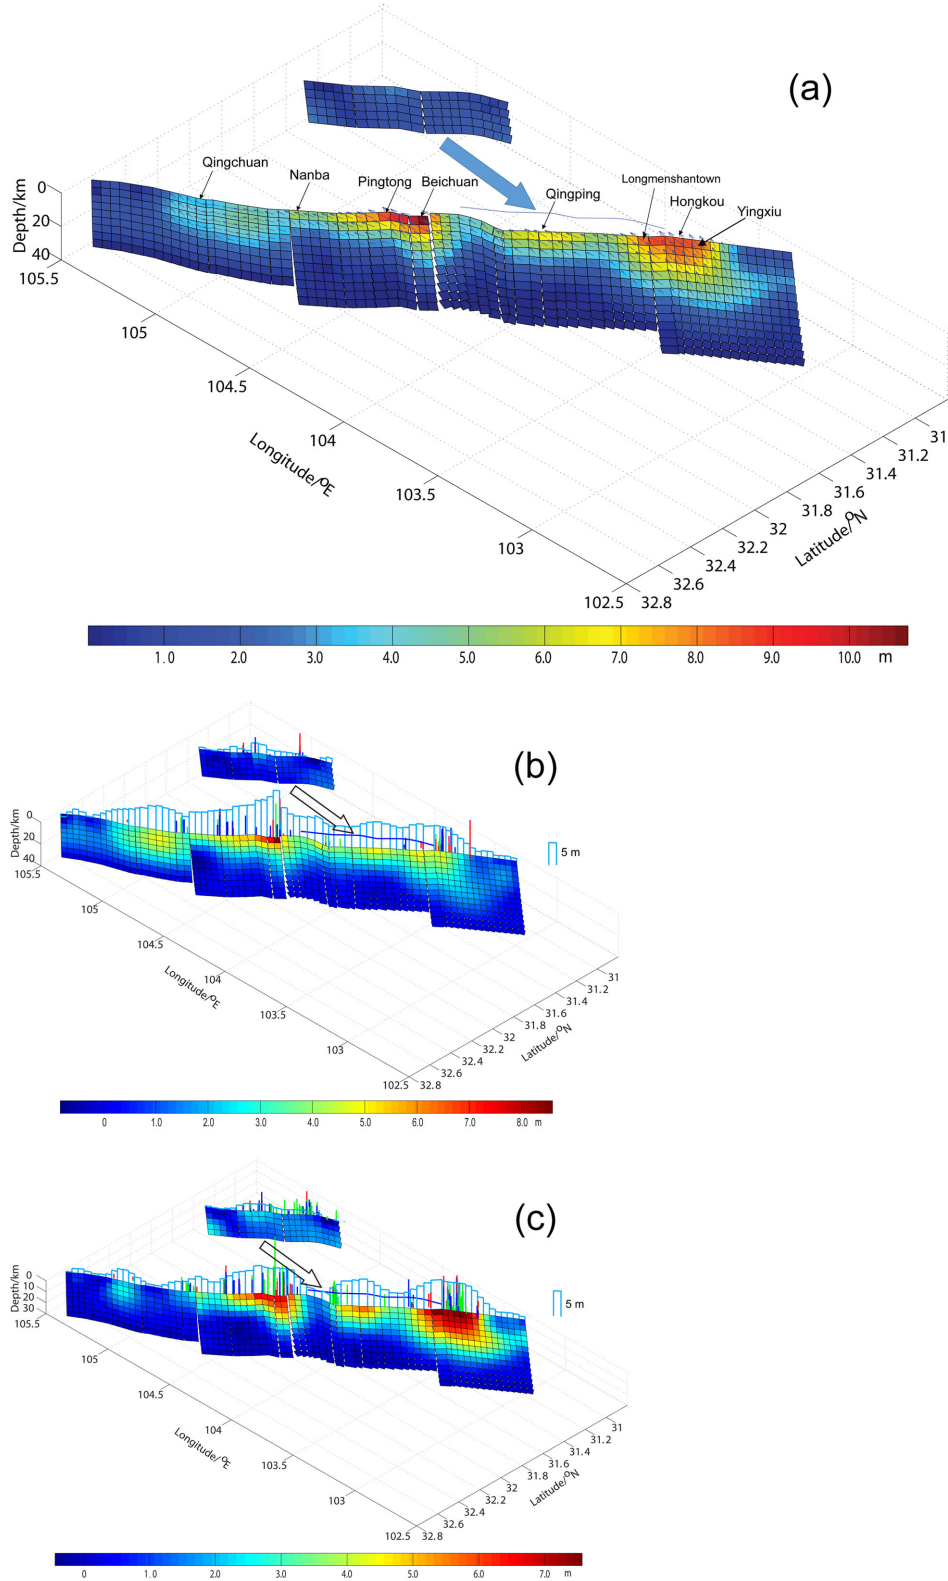 (a)
Qingchuan
Nanba
Pingtong
Beichuan
Qingping
Longmenshantown
Hongkou
Yingxiu
Depth/km
0
20
40
105.5
105
104.5
104
103.5
103
102.5
Longitude/°E
31
31.2
31.4
31.6
31.8
32
32.2
32.4
32.6
32.8
Latitude/°N
1.0 2.0 3.0 4.0 5.0 6.0 7.0 8.0 9.0 10.0 m
(b)
Depth/km
0
20
40
105.5
105
104.5
104
103.5
103
102.5
Longitude/°E
5 m
31
31.2
31.4
31.6
31.8
32
32.2
32.4
32.6
32.8
Latitude/°N
0 1.0 2.0 3.0 4.0 5.0 6.0 7.0 8.0 m
(c)
Depth/km
0
10
20
30
105.5
105
104.5
104
103.5
103
102.5
Longitude/°E
5 m
31
31.2
31.4
31.6
31.8
32
32.2
32.4
32.6
32.8
Latitude/°N
0 1.0 2.0 3.0 4.0 5.0 6.0 7.0 m